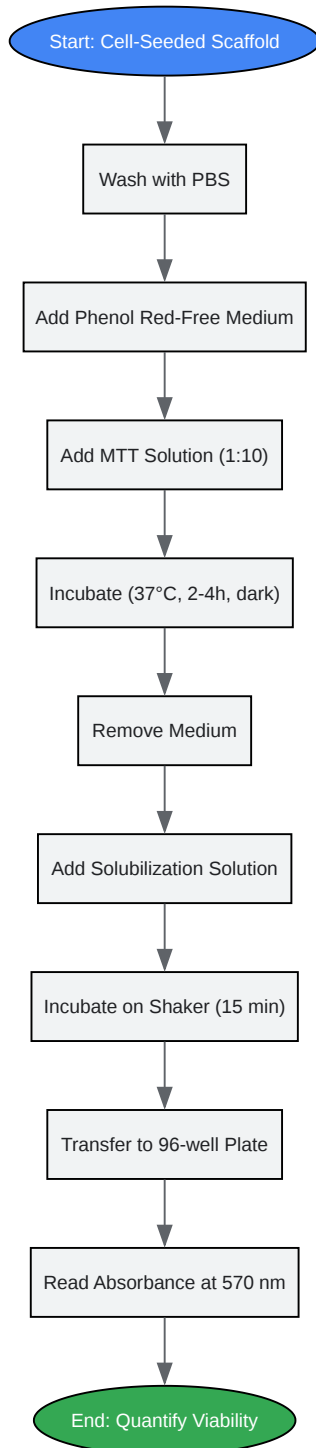 Start: Cell-Seeded Scaffold
Wash with PBS
Add Phenol Red-Free Medium
Add MTT Solution (1:10)
Incubate (37°C, 2-4h, dark)
Remove Medium
Add Solubilization Solution
Incubate on Shaker (15 min)
Transfer to 96-well Plate
Read Absorbance at 570 nm
End: Quantify Viability